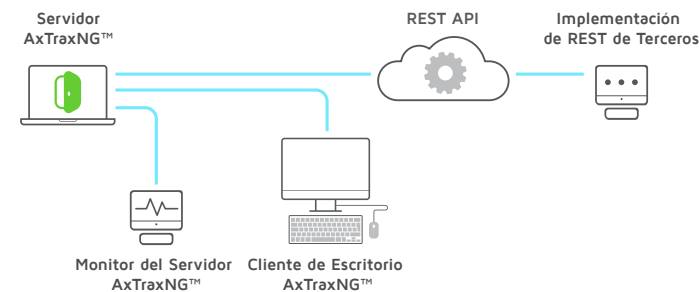 Servidor
AxTraxNG™
REST API
Implementación
de REST de Terceros
Monitor del Servidor
AxTraxNG™
Cliente de Escritorio
AxTraxNG™